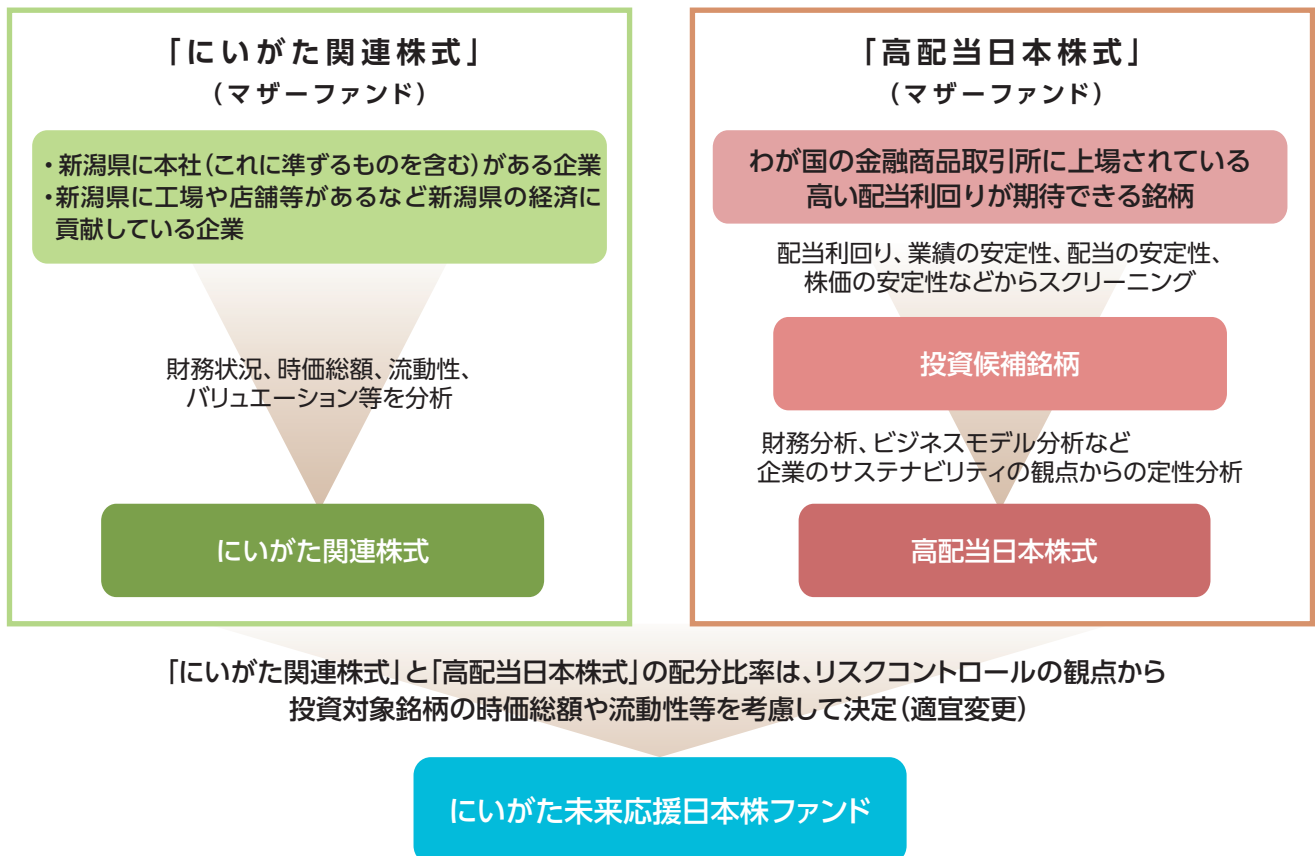 「にいがた関連株式」
（マザーファンド）
・新潟県に本社（これに準ずるものを含む）がある企業
・新潟県に工場や店舗等があるなど新潟県の経済に
貢献している企業
財務状況、時価総額、流動性、
バリュエーション等を分析
にいがた関連株式
「高配当日本株式」
（マザーファンド）
わが国の金融商品取引所に上場されている
高い配当利回りが期待できる銘柄
配当利回り、業績の安定性、配当の安定性、
株価の安定性などからスクリーニング
投資候補銘柄
財務分析、ビジネスモデル分析など
企業のサステナビリティの観点からの定性分析
高配当日本株式
「にいがた関連株式」と「高配当日本株式」の配分比率は、リスクコントロールの観点から
投資対象銘柄の時価総額や流動性等を考慮して決定（適宜変更）
にいがた未来応援日本株ファンド